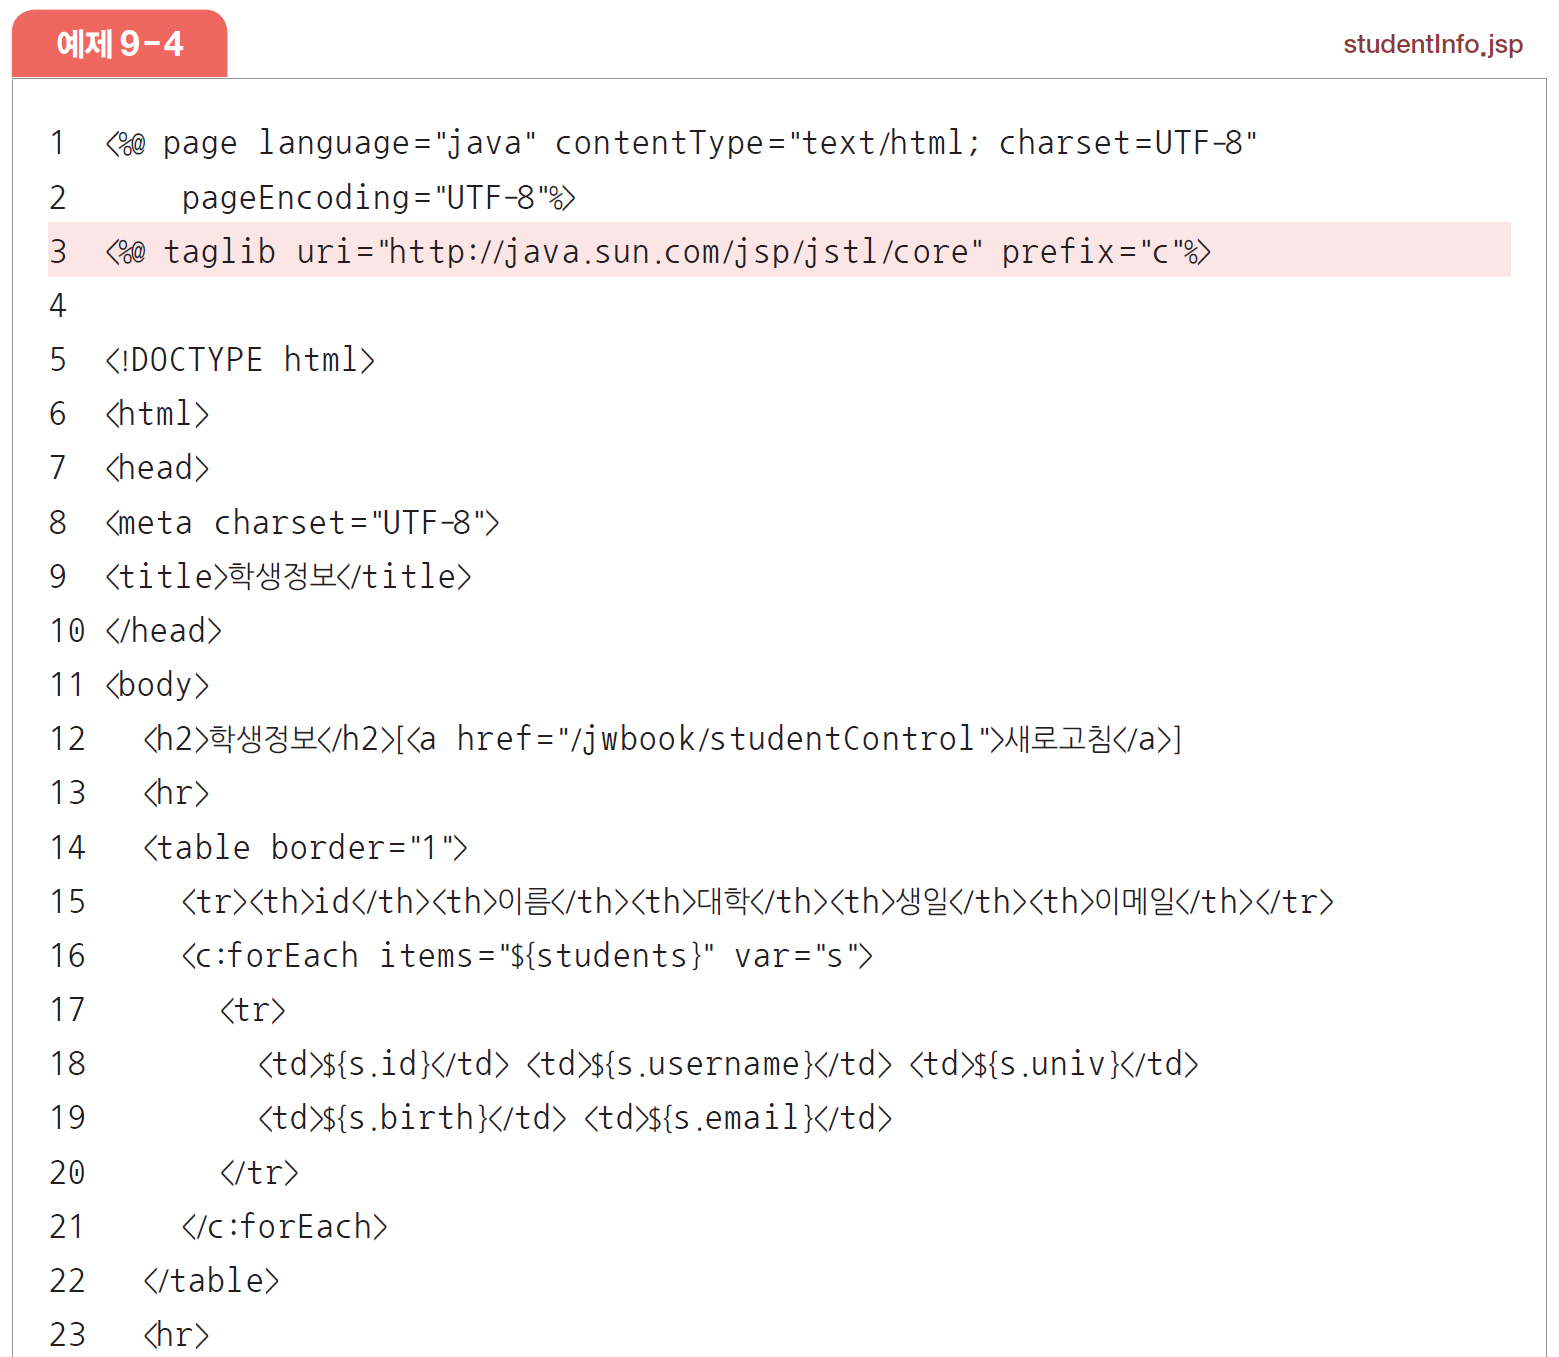 예제 9-4
studentInfo.jsp
1 <%@ page language="java" contentType="text/html; charset=UTF-8"
2     pageEncoding="UTF-8"%>
3 <%@ taglib uri="http://java.sun.com/jsp/jstl/core" prefix="c"%>
4
5 <!DOCTYPE html>
6 <html>
7 <head>
8 <meta charset="UTF-8">
9 <title>학생정보</title>
10 </head>
11 <body>
12   <h2>학생정보</h2>[<a href="/jwbook/studentControl">새로고침</a>]
13   <hr>
14   <table border="1">
15     <tr><th>id</th><th>이름</th><th>대학</th><th>생일</th><th>이메일</th></tr>
16     <c:forEach items="${students}" var="s">
17       <tr>
18         <td>${s.id}</td> <td>${s.username}</td> <td>${s.univ}</td>
19         <td>${s.birth}</td> <td>${s.email}</td>
20       </tr>
21     </c:forEach>
22   </table>
23   <hr>